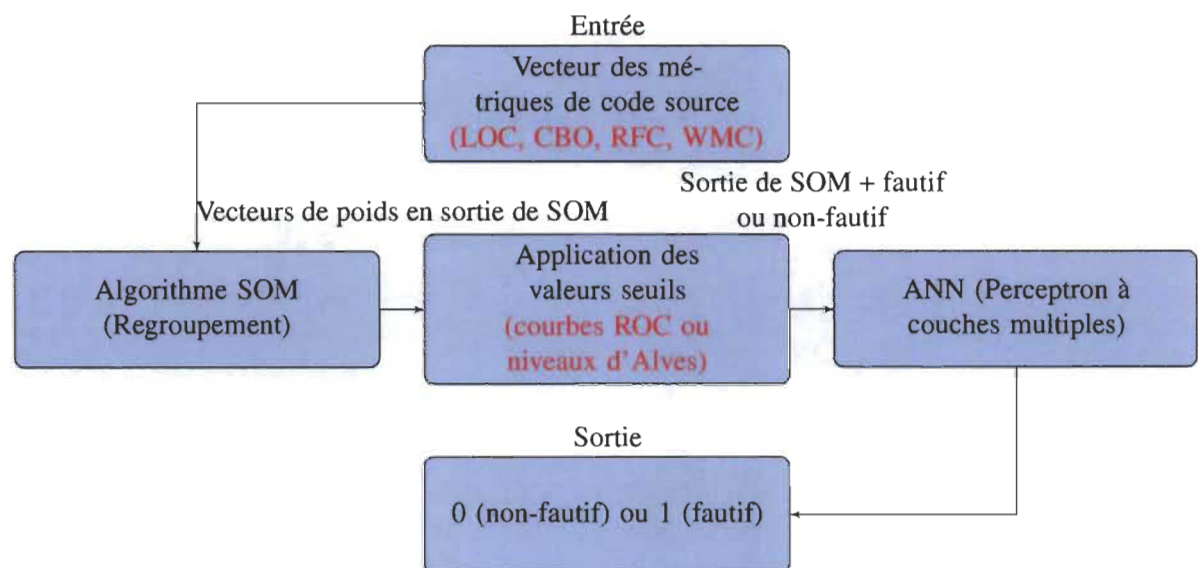 Entrée
Vecteur des mé-
triques de code source
(LOC, CBO, RFC, WMC)
Sortie de SOM + fautif
ou non-fautif
Vecteurs de poids en sortie de SOM
Algorithme SOM
(Regroupement)
Application des
valeurs seuils
(courbes ROC ou
niveaux d'Alves)
ANN (Perceptron à
couches multiples)
Sortie
0 (non-fautif) ou 1 (fautif)